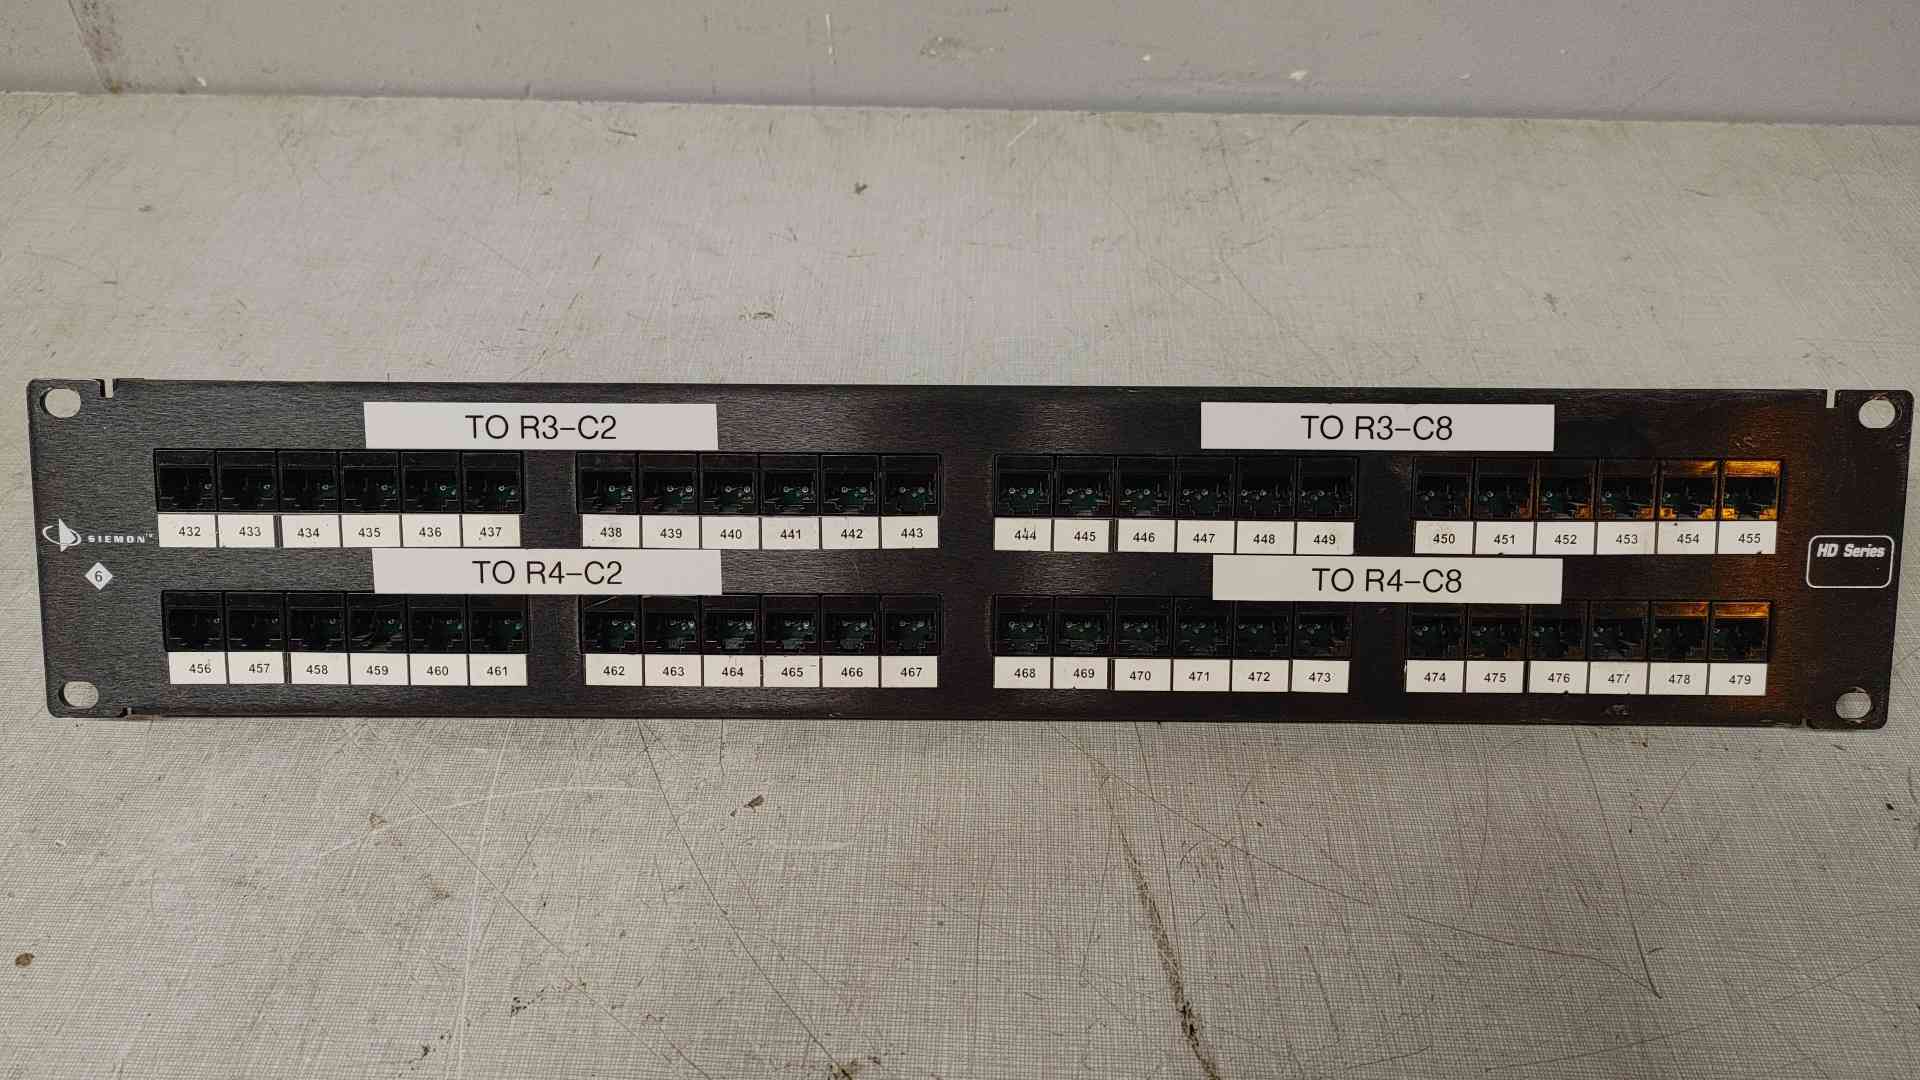 TO R3-C2
TO R3-C8
432 433 434 435 436 437 438 439 440 441 442 443 444 445 446 447 448 449 450 451 452 453 454 455
SIEMON™
HD Series
6
TO R4-C2
TO R4-C8
456 457 458 459 460 461 462 463 464 465 466 467 468 469 470 471 472 473 474 475 476 477 478 479